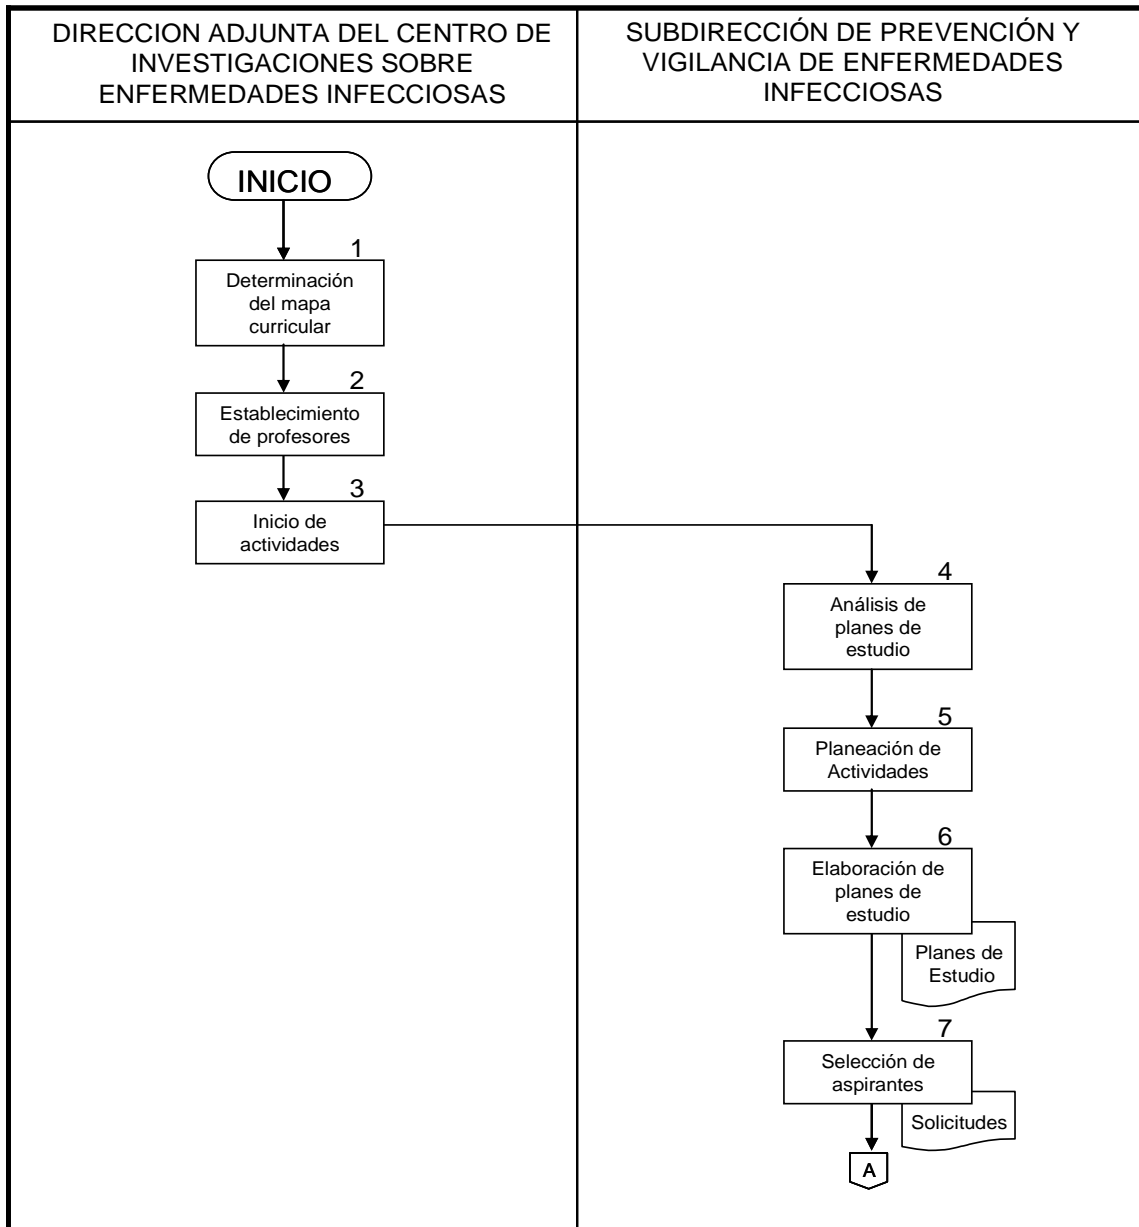 DIRECCION ADJUNTA DEL CENTRO DE
INVESTIGACIONES SOBRE
ENFERMEDADES INFECCIOSAS
SUBDIRECCIÓN DE PREVENCIÓN Y
VIGILANCIA DE ENFERMEDADES
INFECCIOSAS
INICIO
1
Determinación
del mapa
curricular
2
Establecimiento
de profesores
3
Inicio de
actividades
4
Análisis de
planes de
estudio
5
Planeación de
Actividades
6
Elaboración de
planes de
estudio
Planes de
Estudio
7
Selección de
aspirantes
Solicitudes
A